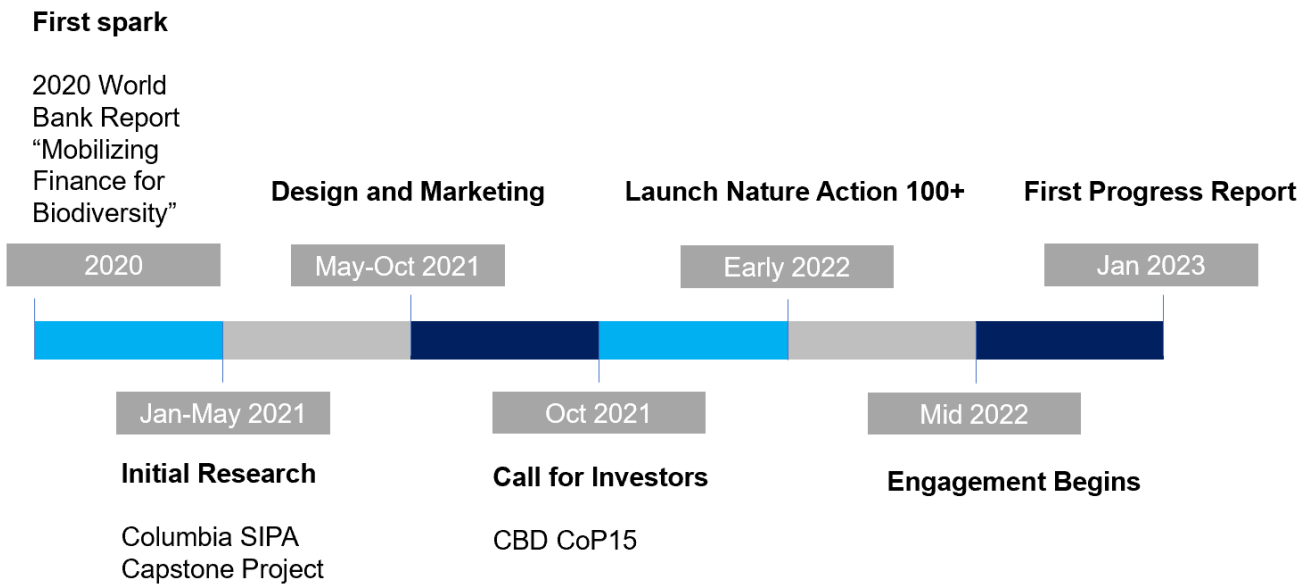 First spark
2020 World
Bank Report
“Mobilizing
Finance for
Biodiversity”
2020
Jan-May 2021
Initial Research
Columbia SIPA
Capstone Project
Design and Marketing
May-Oct 2021
Oct 2021
Call for Investors
CBD CoP15
Launch Nature Action 100+
Early 2022
Mid 2022
Engagement Begins
First Progress Report
Jan 2023